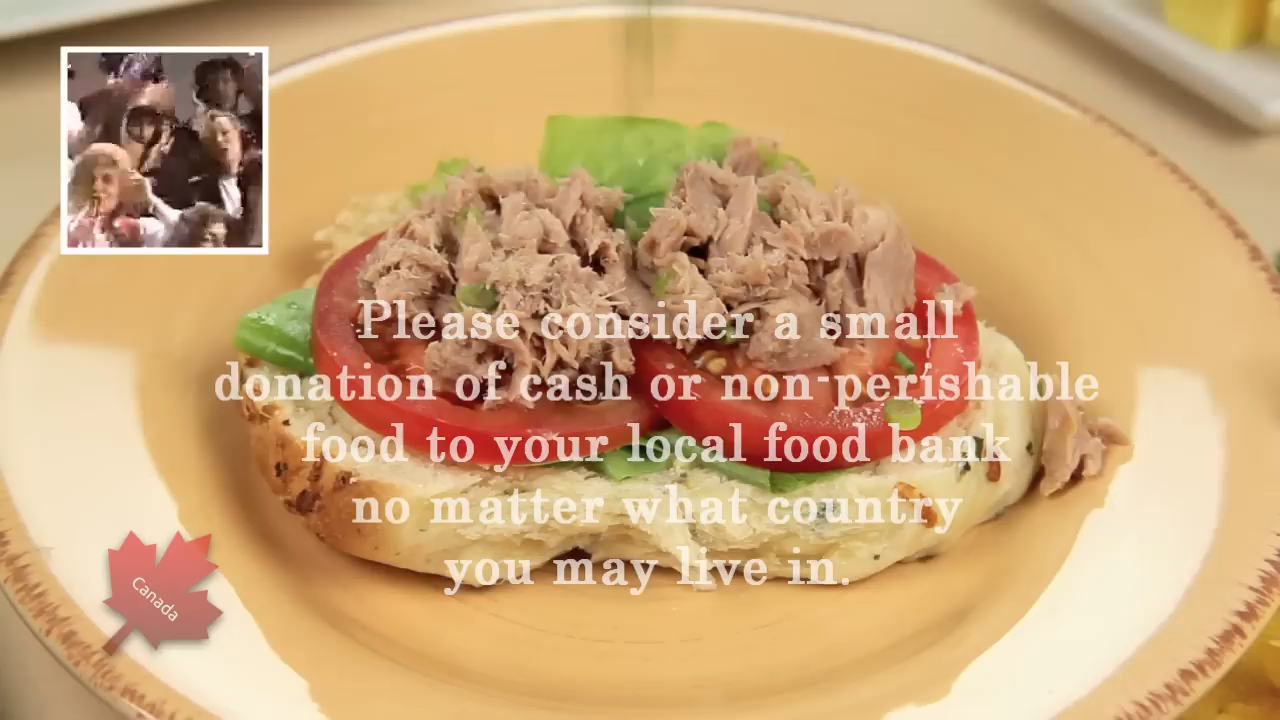 Please consider a small
donation of cash or non-perishable
food to your local food bank
no matter what country
you may live in.
Canada